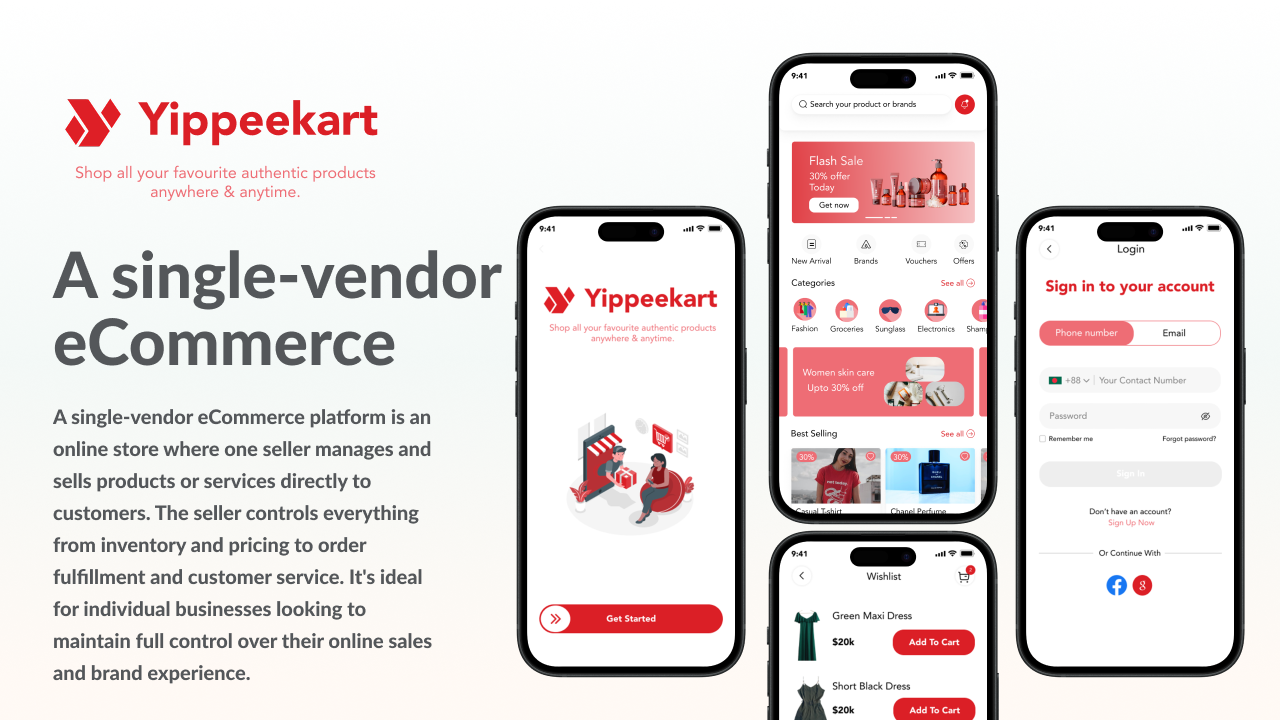 Yippeekart
Shop all your favourite authentic products
anywhere & anytime.
A single-vendor
eCommerce
A single-vendor eCommerce platform is an
online store where one seller manages and
sells products or services directly to
customers. The seller controls everything
from inventory and pricing to order
fulfillment and customer service. It's ideal
for individual businesses looking to
maintain full control over their online sales
and brand experience.
9:41
Yippeekart
Shop all your favourite authentic products
anywhere & anytime.
Get Started
9:41
Search your product or brands
Flash Sale
30% offer
Today
Get now
New Arrival Brands Vouchers Offers
Categories See all
Fashion Groceries Sunglass Electronics
Women skin care
Upto 30% off
Best Selling See all
30% 30%
CHANEL
Casual T-shirt Chanel Perfume
9:41
Wishlist
2
Green Maxi Dress
$20k Add To Cart
Short Black Dress
$20k Add To Cart
9:41
Login
Sign in to your account
Phone number Email
+88 Your Contact Number
Password
Remember me Forgot password?
Sign In
Don't have an account?
Sign Up Now
Or Continue With